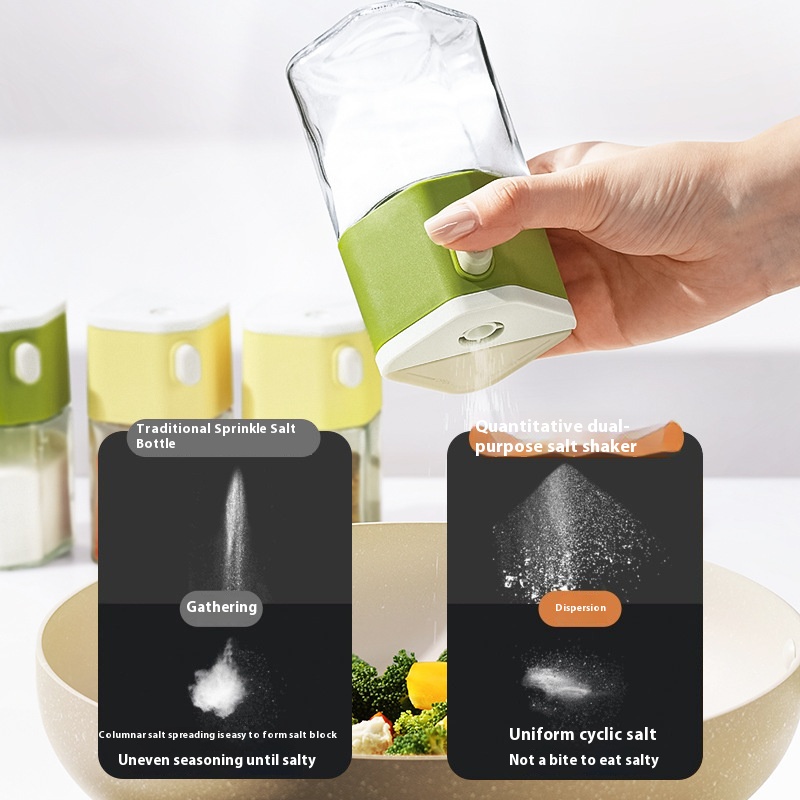 Traditional Sprinkle Salt
Bottle
Gathering
Columnar salt spreading is easy to form salt block
Uneven seasoning until salty
Quantitative dual-
purpose salt shaker
Dispersion
Uniform cyclic salt
Not a bite to eat salty